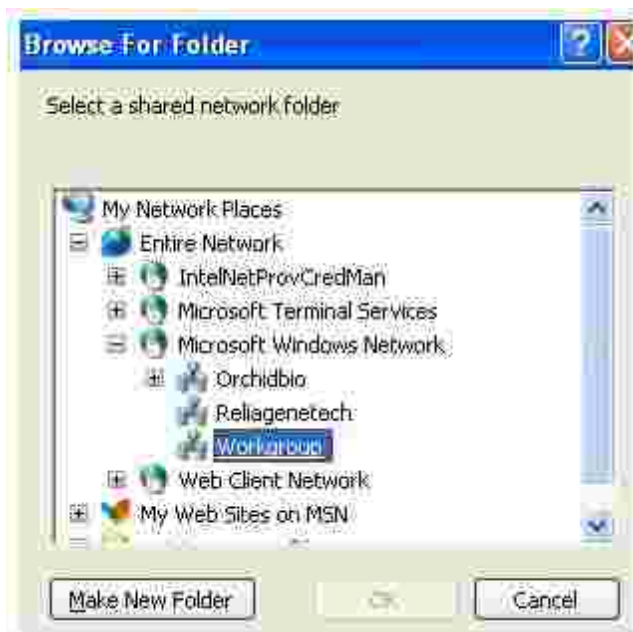 Browse For Folder
Select a shared network folder
My Network Places
Entire Network
IntelNetProvCredMan
Microsoft Terminal Services
Microsoft Windows Network
Orchidbio
Reliagenetech
Workgroup
Web Client Network
My Web Sites on MSN
Make New Folder
OK
Cancel